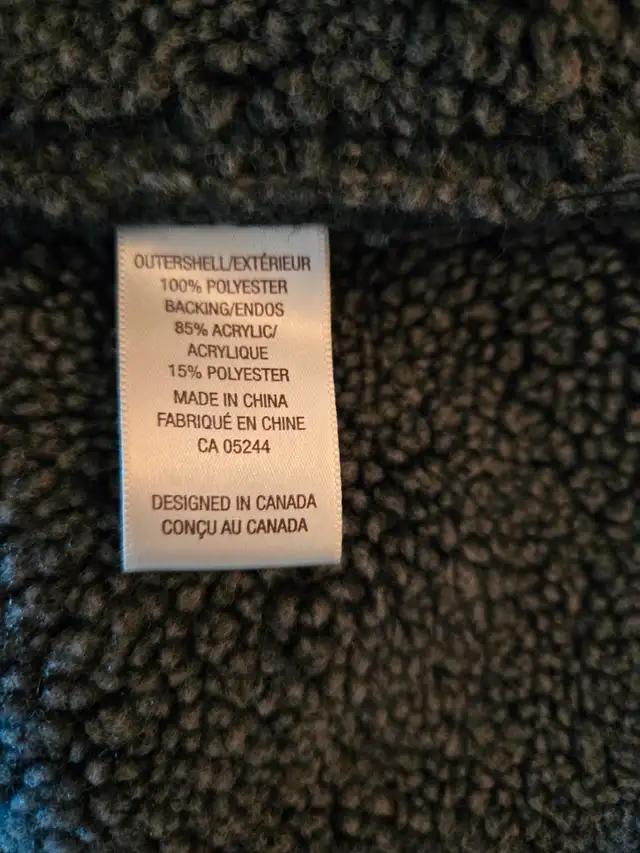 OUTERSHELL/EXTÉRIEUR
100% POLYESTER
BACKING/ENDOS
85% ACRYLIC/
ACRYLIQUE
15% POLYESTER
MADE IN CHINA
FABRIQUÉ EN CHINE
CA 05244
DESIGNED IN CANADA
CONÇU AU CANADA